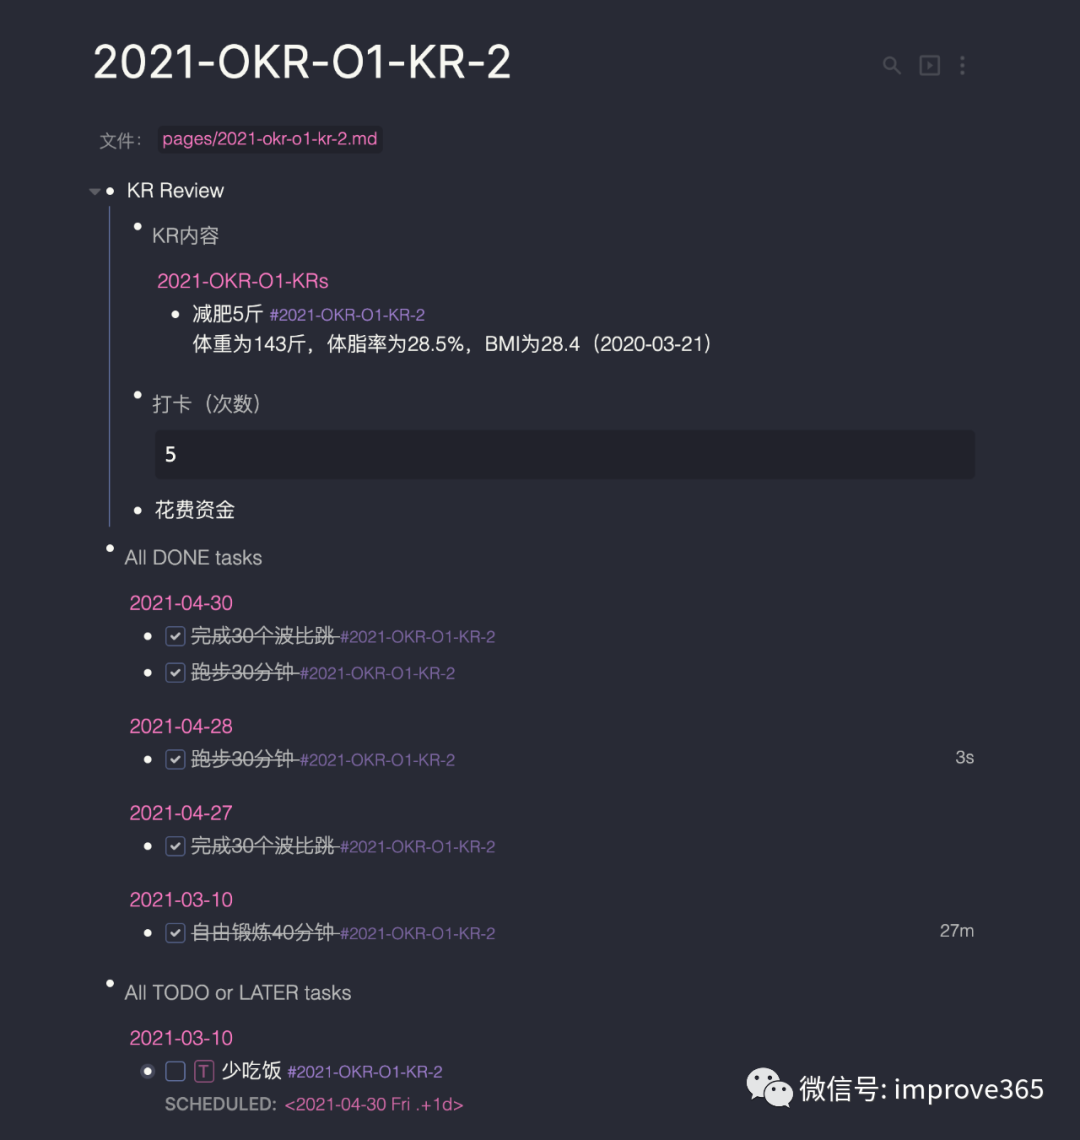 2021-OKR-O1-KR-2
文件： pages/2021-okr-o1-kr-2.md
KR Review
KR内容
2021-OKR-O1-KRs
减肥5斤 #2021-OKR-O1-KR-2
体重为143斤，体脂率为28.5%，BMI为28.4（2020-03-21）
打卡（次数）
5
花费资金
All DONE tasks
2021-04-30
完成30个波比跳 #2021-OKR-O1-KR-2
跑步30分钟 #2021-OKR-O1-KR-2
2021-04-28
跑步30分钟 #2021-OKR-O1-KR-2 3s
2021-04-27
完成30个波比跳 #2021-OKR-O1-KR-2
2021-03-10
自由锻炼40分钟 #2021-OKR-O1-KR-2 27m
All TODO or LATER tasks
2021-03-10
T 少吃饭 #2021-OKR-O1-KR-2
SCHEDULED: <2021-04-30 Fri .+1d>
微信号: improve365